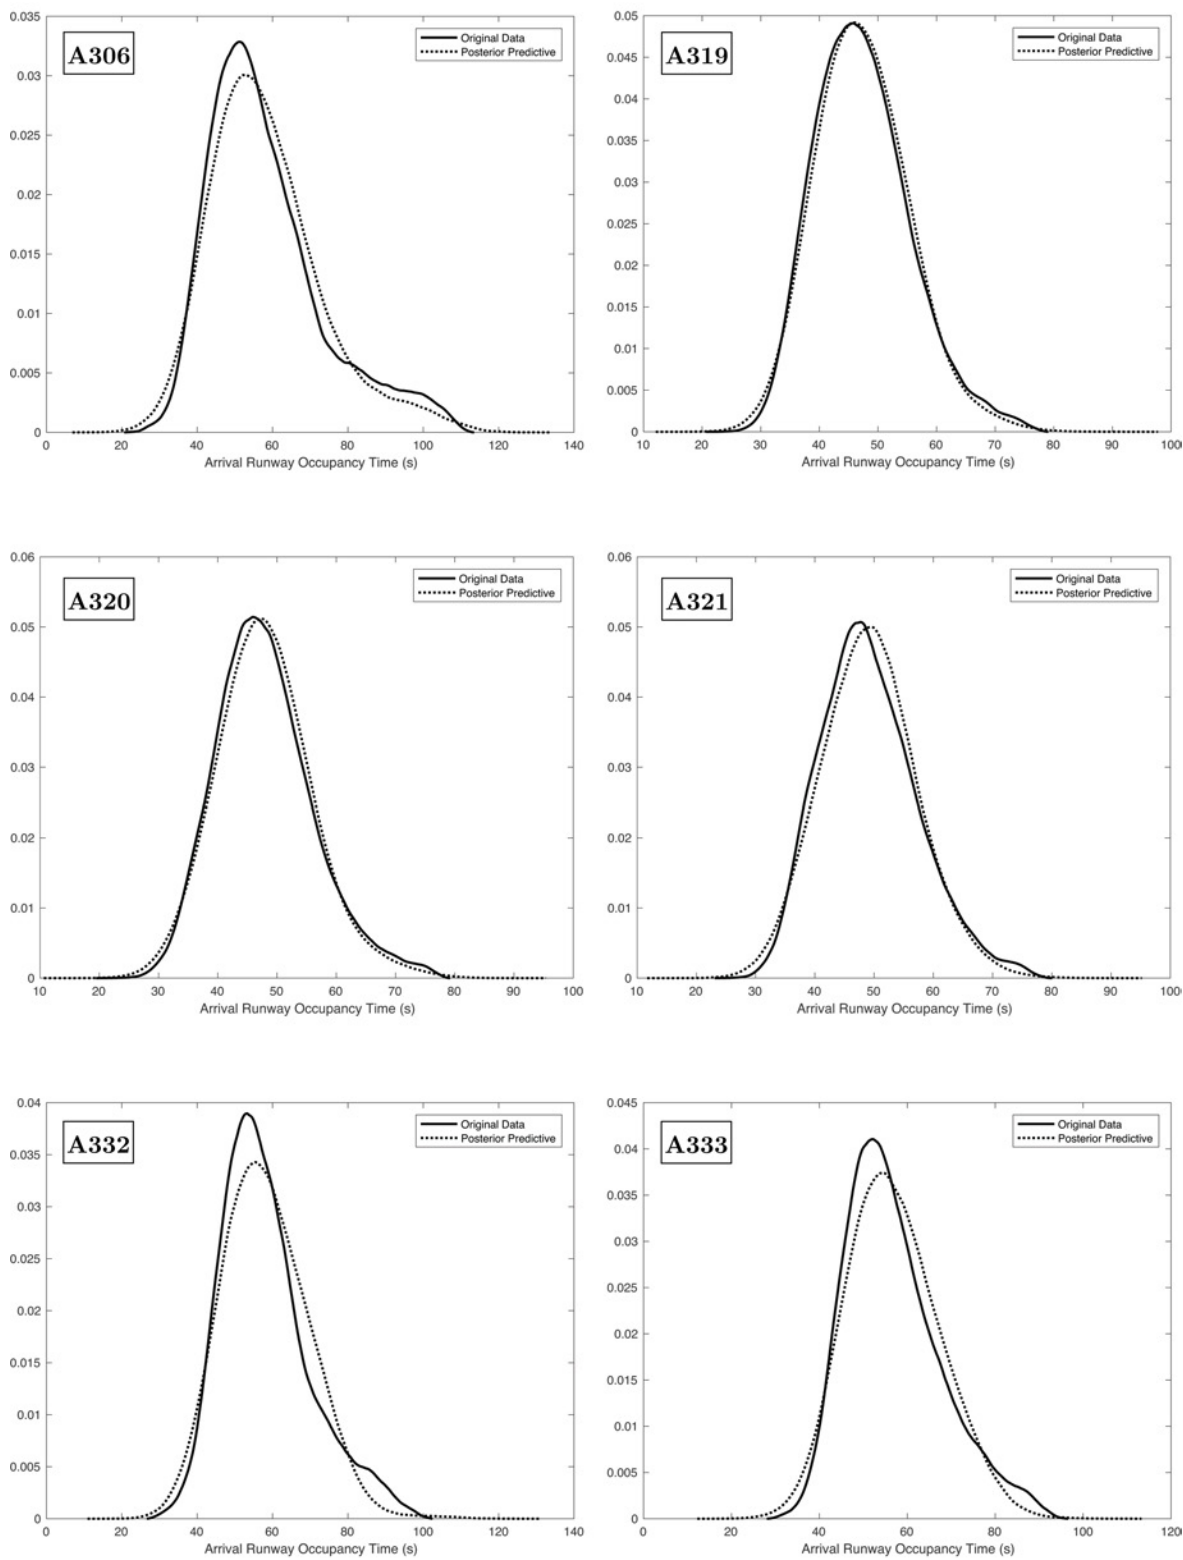 0.035
0.03
0.025
0.02
0.015
0.01
0.005
0
A306
Original Data
Posterior Predictive
0 20 40 60 80 100 120 140
Arrival Runway Occupancy Time (s)
0.05
0.045
0.04
0.035
0.03
0.025
0.02
0.015
0.01
0.005
0
A319
Original Data
Posterior Predictive
10 20 30 40 50 60 70 80 90 100
Arrival Runway Occupancy Time (s)
0.06
0.05
0.04
0.03
0.02
0.01
0
A320
Original Data
Posterior Predictive
10 20 30 40 50 60 70 80 90 100
Arrival Runway Occupancy Time (s)
0.06
0.05
0.04
0.03
0.02
0.01
0
A321
Original Data
Posterior Predictive
10 20 30 40 50 60 70 80 90 100
Arrival Runway Occupancy Time (s)
0.04
0.035
0.03
0.025
0.02
0.015
0.01
0.005
0
A332
Original Data
Posterior Predictive
0 20 40 60 80 100 120 140
Arrival Runway Occupancy Time (s)
0.045
0.04
0.035
0.03
0.025
0.02
0.015
0.01
0.005
0
A333
Original Data
Posterior Predictive
0 20 40 60 80 100 120
Arrival Runway Occupancy Time (s)